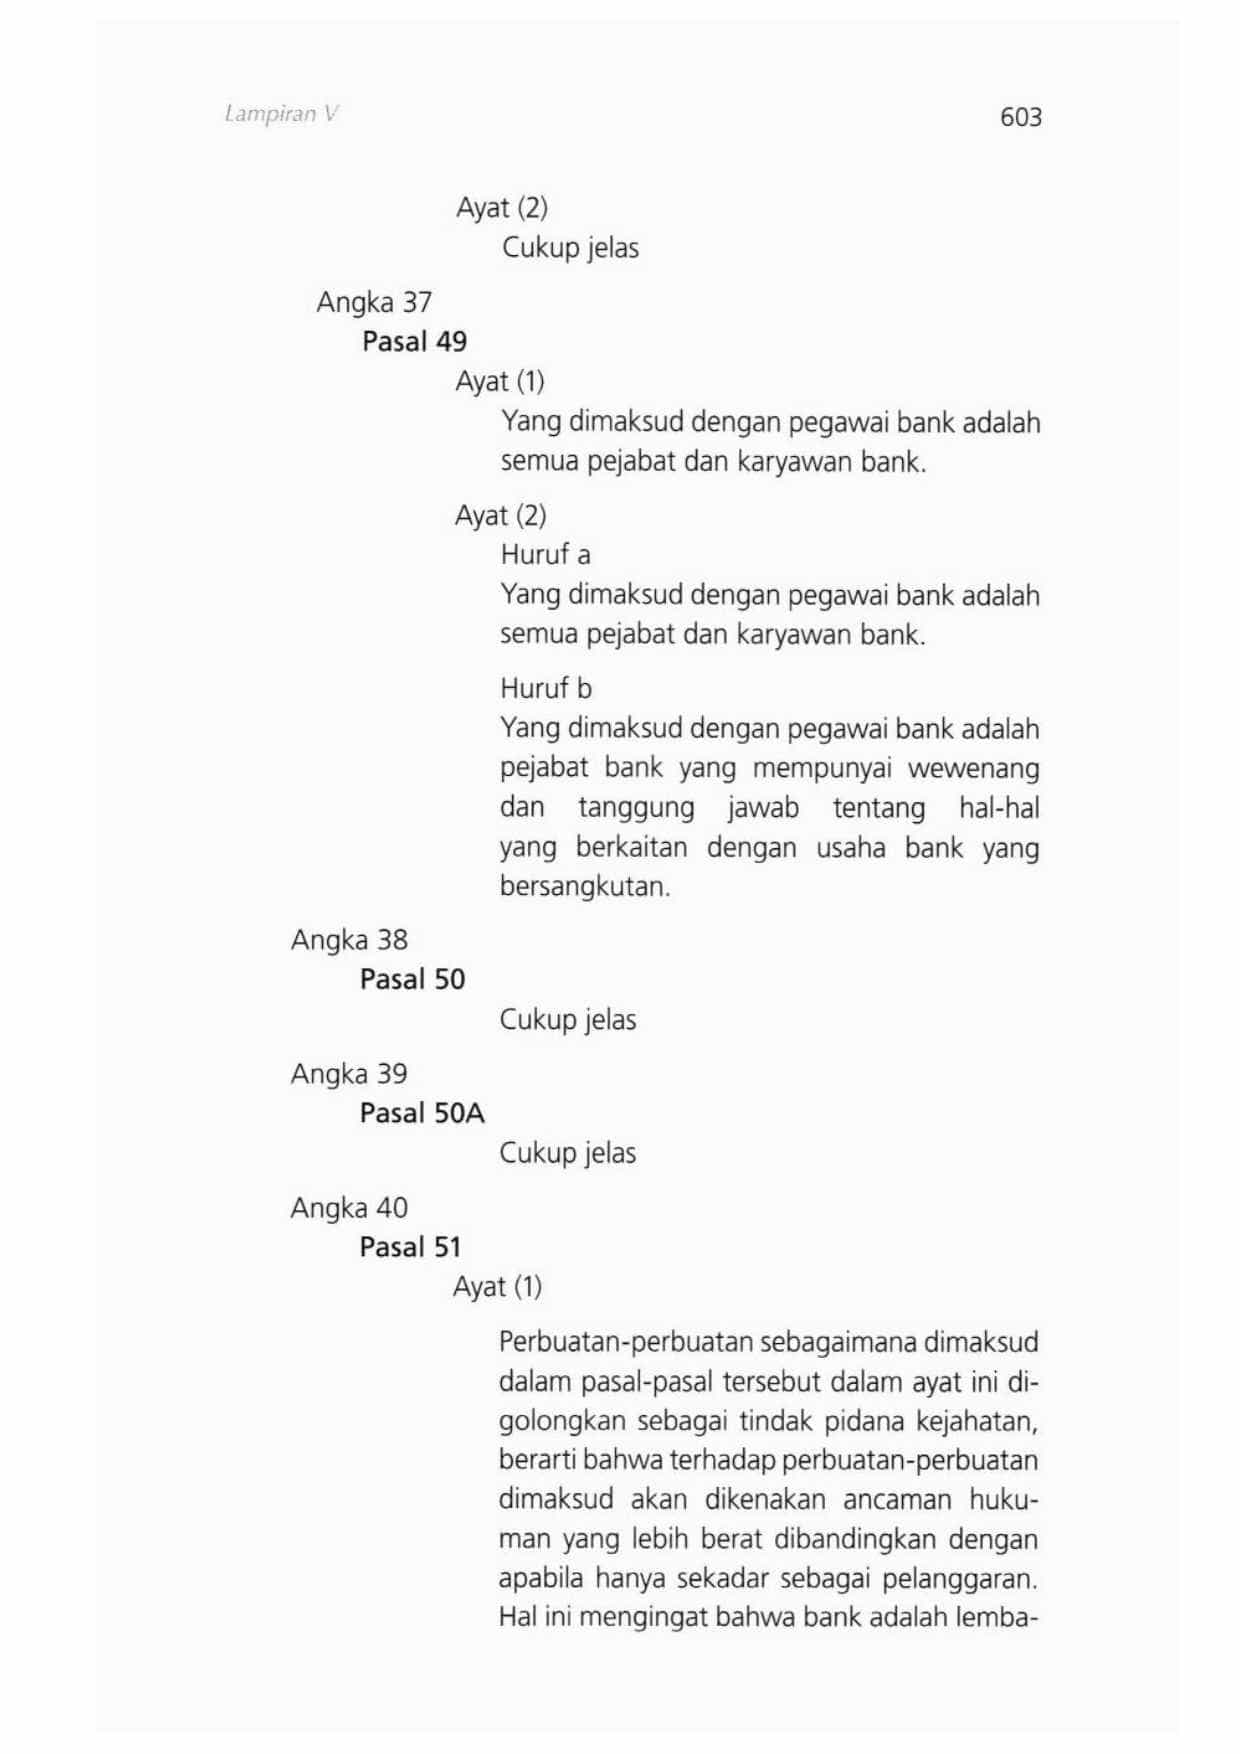 Lampiran V
603
Ayat (2)
Cukup jelas
Angka 37
Pasal 49
Ayat (1)
Yang dimaksud dengan pegawai bank adalah
semua pejabat dan karyawan bank.
Ayat (2)
Huruf a
Yang dimaksud dengan pegawai bank adalah
semua pejabat dan karyawan bank.
Huruf b
Yang dimaksud dengan pegawai bank adalah
pejabat bank yang mempunyai wewenang
dan tanggung jawab tentang hal-hal
yang berkaitan dengan usaha bank yang
bersangkutan.
Angka 38
Pasal 50
Cukup jelas
Angka 39
Pasal 50A
Cukup jelas
Angka 40
Pasal 51
Ayat (1)
Perbuatan-perbuatan sebagaimana dimaksud
dalam pasal-pasal tersebut dalam ayat ini di-
golongkan sebagai tindak pidana kejahatan,
berarti bahwa terhadap perbuatan-perbuatan
dimaksud akan dikenakan ancaman huku-
man yang lebih berat dibandingkan dengan
apabila hanya sekadar sebagai pelanggaran.
Hal ini mengingat bahwa bank adalah lemba-